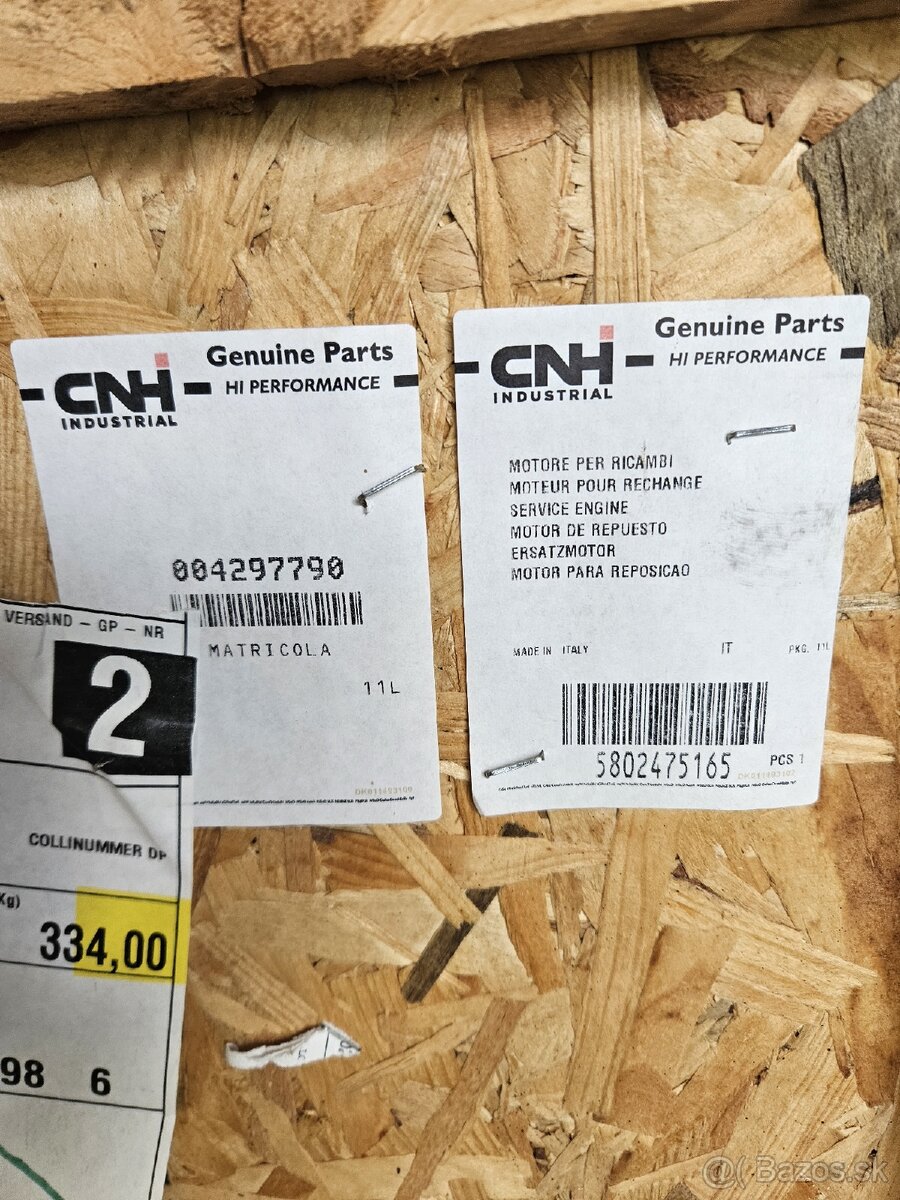 CNH
INDUSTRIAL
Genuine Parts
HI PERFORMANCE
004297790
MATRICOLA
11L
CNH
INDUSTRIAL
Genuine Parts
HI PERFORMANCE
MOTORE PER RICAMBI
MOTEUR POUR RECHANGE
SERVICE ENGINE
MOTOR DE REPUESTO
ERSATZMOTOR
MOTOR PARA REPOSICAO
MADE IN ITALY IT PKG. 11L
5802475165 PCS 1
VERSAND - GP - NR
2
COLLINUMMER
Kg)
334,00
98 6
@( Bazos.sk